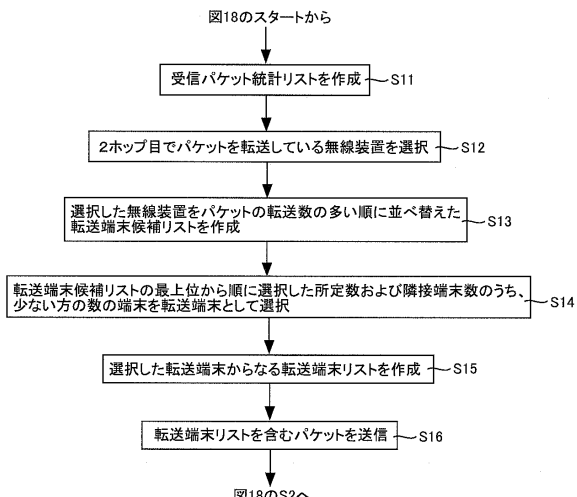 図18のスタートから
受信パケット統計リストを作成
S11
2ホップ目でパケットを転送している無線装置を選択
S12
選択した無線装置をパケットの転送数の多い順に並べ替えた
転送端末候補リストを作成
S13
転送端末候補リストの最上位から順に選択した所定数および隣接端末数のうち、
少ない方の数の端末を転送端末として選択
S14
選択した転送端末からなる転送端末リストを作成
S15
転送端末リストを含むパケットを送信
S16
図18のS2へ